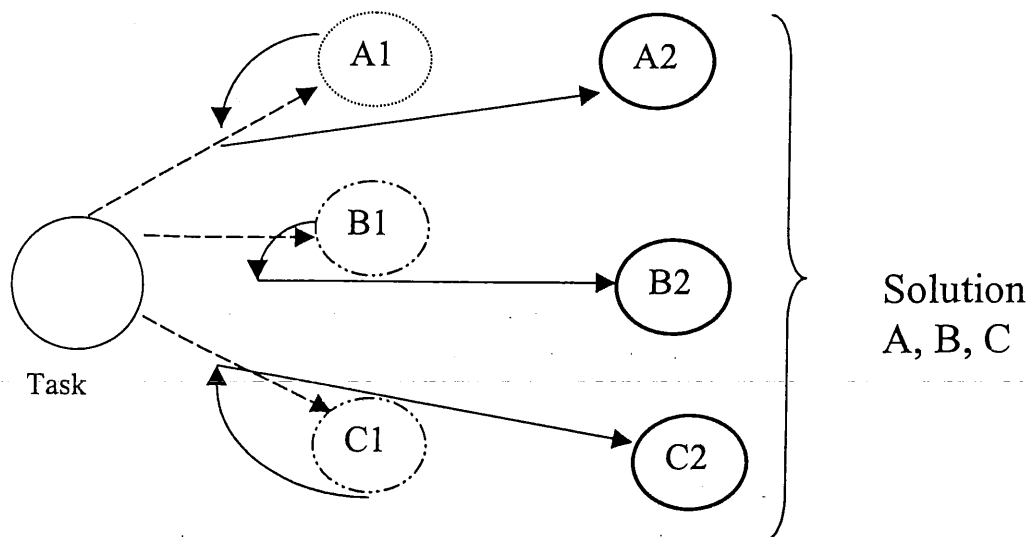 A1
A2
B1
B2
Solution
A, B, C
Task
C1
C2